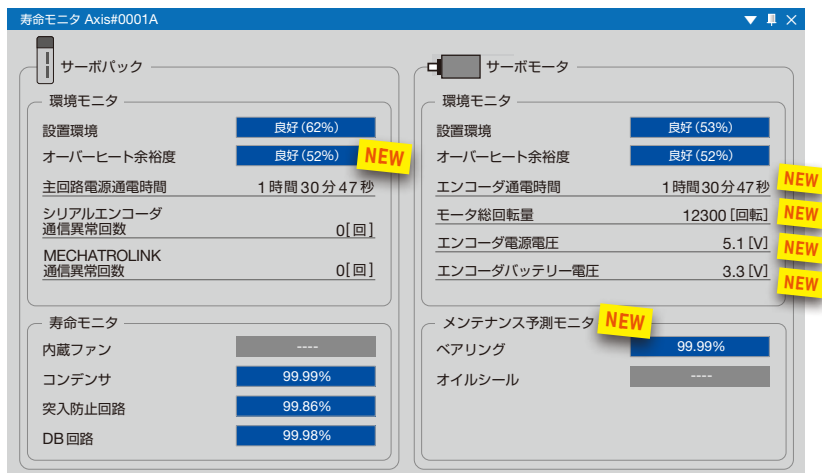 寿命モニタ Axis#0001A
サーボパック
環境モニタ
設置環境 良好(62%)
オーバーヒート余裕度 良好(52%) NEW
主回路電源通電時間 1時間30分47秒
シリアルエンコーダ
通信異常回数 0[回]
MECHATROLINK
通信異常回数 0[回]
寿命モニタ
内蔵ファン ----
コンデンサ 99.99%
突入防止回路 99.86%
DB回路 99.98%
サーボモータ
環境モニタ
設置環境 良好(53%)
オーバーヒート余裕度 良好(52%)
エンコーダ通電時間 1時間30分47秒 NEW
モータ総回転量 12300[回転] NEW
エンコーダ電源電圧 5.1[V] NEW
エンコーダバッテリー電圧 3.3[V] NEW
メンテナンス予測モニタ NEW
ベアリング 99.99%
オイルシール ----